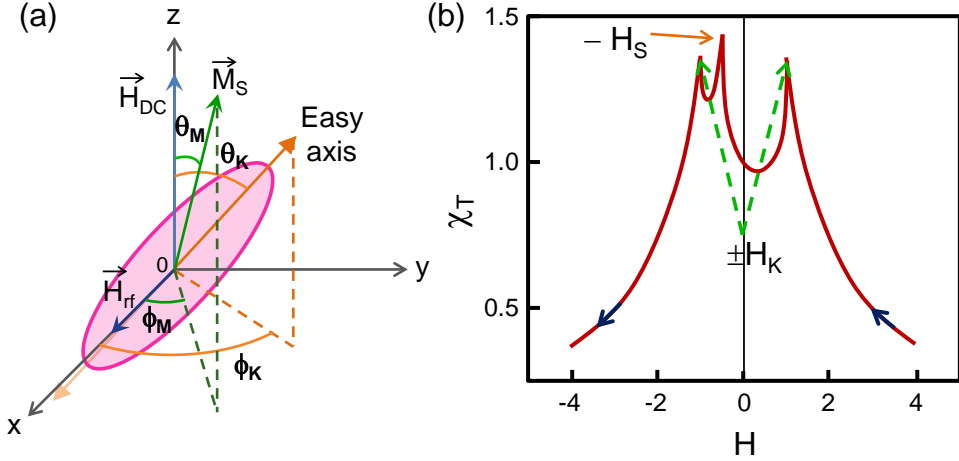 (a)
z
H_DC
M_S
θ_M
θ_K
Easy
axis
0
y
H_rf
ϕ_M
ϕ_K
x
(b)
1.5
1.0
0.5
χ_T
− H_S
±H_K
-4
-2
0
2
4
H